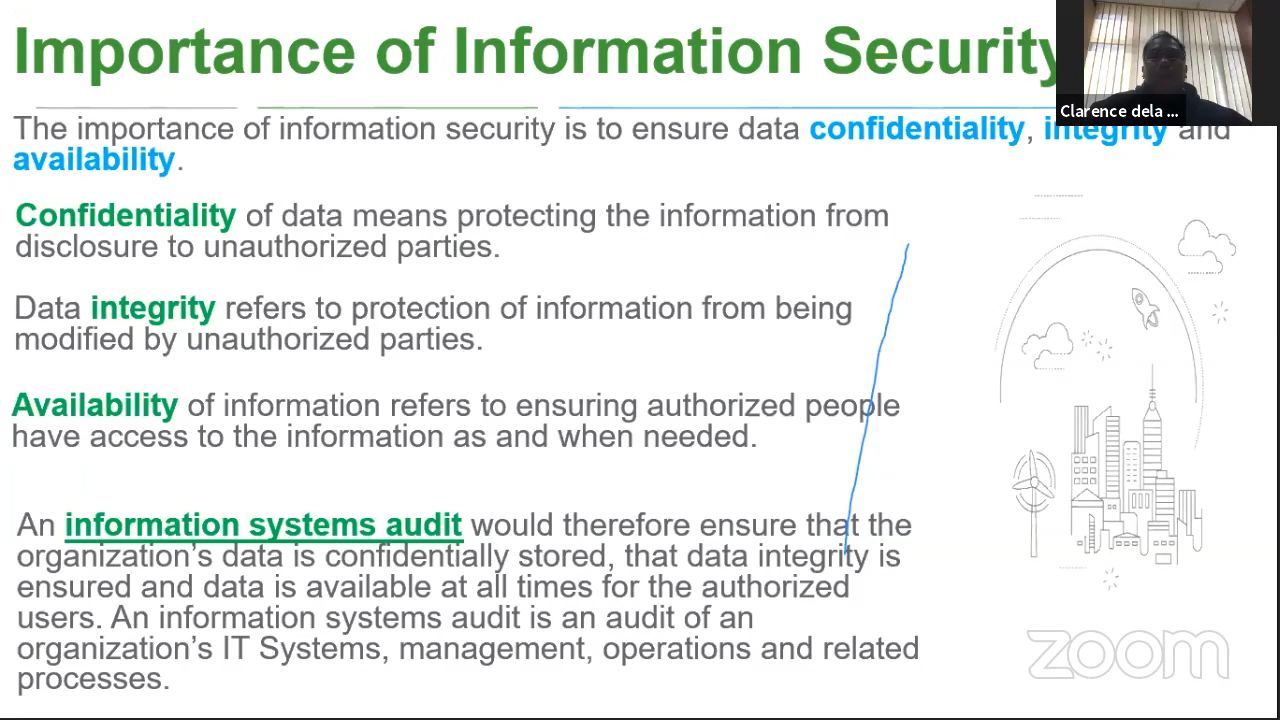 Importance of Information Security
Clarence dela ...
The importance of information security is to ensure data confidentiality, integrity and
availability.
Confidentiality of data means protecting the information from
disclosure to unauthorized parties.
Data integrity refers to protection of information from being
modified by unauthorized parties.
Availability of information refers to ensuring authorized people
have access to the information as and when needed.
An information systems audit would therefore ensure that the
organization’s data is confidentially stored, that data integrity is
ensured and data is available at all times for the authorized
users. An information systems audit is an audit of an
organization’s IT Systems, management, operations and related
processes.
zoom